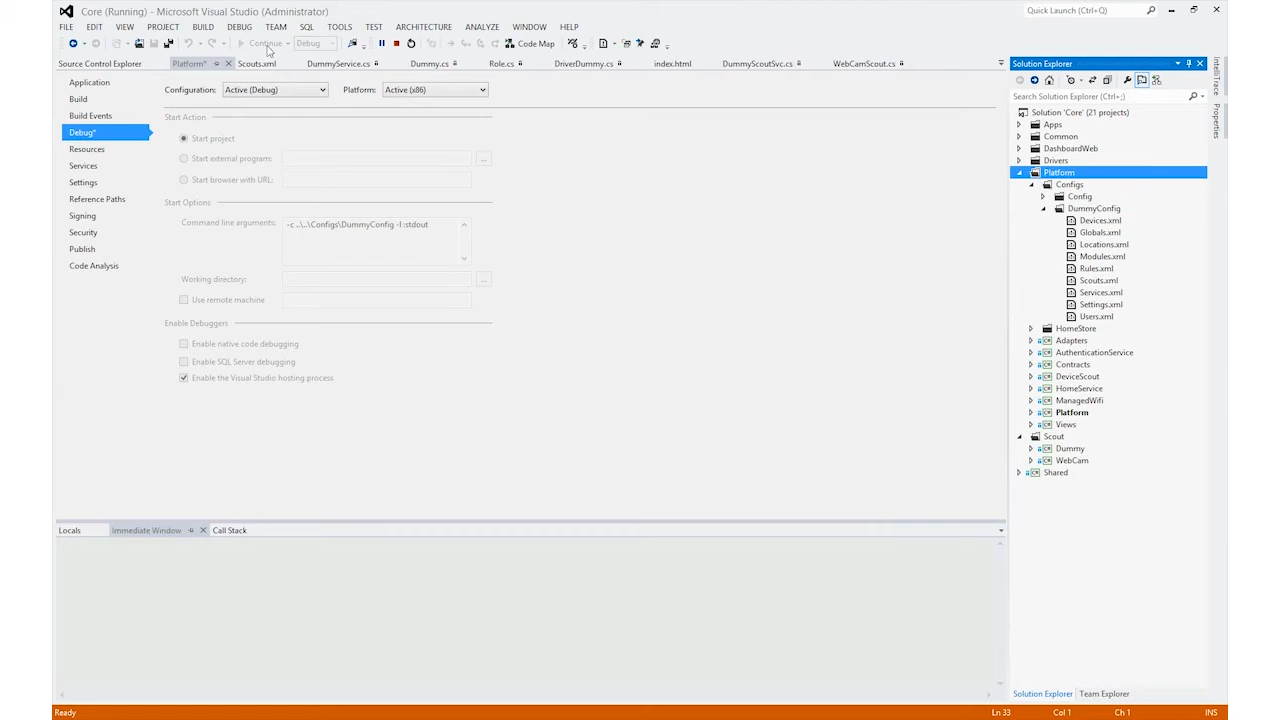 Core (Running) - Microsoft Visual Studio (Administrator)
Quick Launch (Ctrl+Q)
FILE EDIT VIEW PROJECT BUILD DEBUG TEAM SQL TOOLS TEST ARCHITECTURE ANALYZE WINDOW HELP
Continue Debug Code Map
Source Control Explorer Platform* Scouts.xml DummyService.cs Dummy.cs Role.cs DriverDummy.cs index.html DummyScoutSvc.cs WebCamScout.cs
Application
Build
Build Events
Debug*
Resources
Services
Settings
Reference Paths
Signing
Security
Publish
Code Analysis
Configuration: Active (Debug) Platform: Active (x86)
Start Action
Start project
Start external program:
...
Start browser with URL:
Start Options
Command line arguments: -c ..\..\Configs\DummyConfig -l :stdout
Working directory:
...
Use remote machine
Enable Debuggers
Enable native code debugging
Enable SQL Server debugging
Enable the Visual Studio hosting process
Locals Immediate Window Call Stack
Solution Explorer
Search Solution Explorer (Ctrl+;)
Solution 'Core' (21 projects)
Apps
Common
DashboardWeb
Drivers
Platform
Configs
Config
DummyConfig
Devices.xml
Globals.xml
Locations.xml
Modules.xml
Rules.xml
Scouts.xml
Services.xml
Settings.xml
Users.xml
HomeStore
Adapters
AuthenticationService
Contracts
DeviceScout
HomeService
ManagedWifi
Platform
Views
Scout
Dummy
WebCam
Shared
Solution Explorer Team Explorer
IntelliTrace
Properties
Ready Ln 33 Col 1 Ch 1 INS